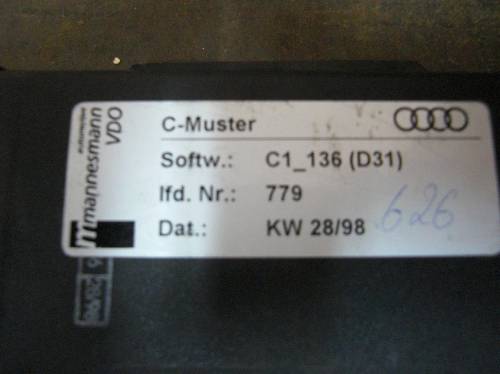 mannesmann
VDO
C-Muster
Softw.: C1_136 (D31)
lfd. Nr.: 779
Dat.: KW 28/98
626